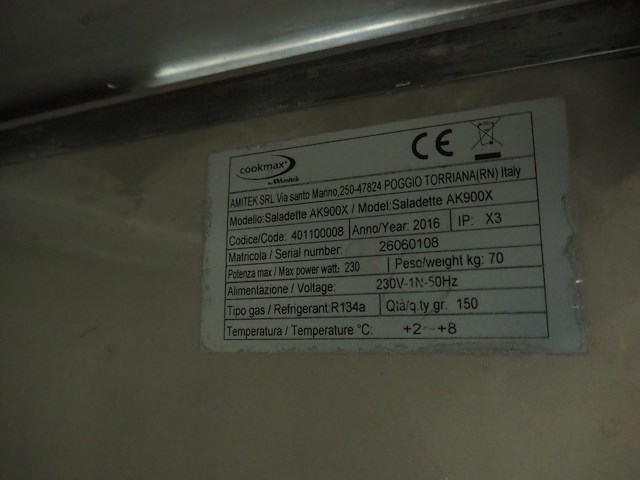 cookmax
by Amitek
CE
AMITEK SRL Via santo Marino,250-47824 POGGIO TORRIANA(RN) Italy
Modello:Saladette AK900X / Model:Saladette AK900X
Codice/Code: 401100008 Anno/Year: 2016 IP: X3
Matricola / Serial number: 26060108
Potenza max / Max power watt: 230 Peso/weight kg: 70
Alimentazione / Voltage: 230V-1N-50Hz
Tipo gas / Refrigerant:R134a Qtà/q.ty gr. 150
Temperatura / Temperature °C: +2 ~ +8